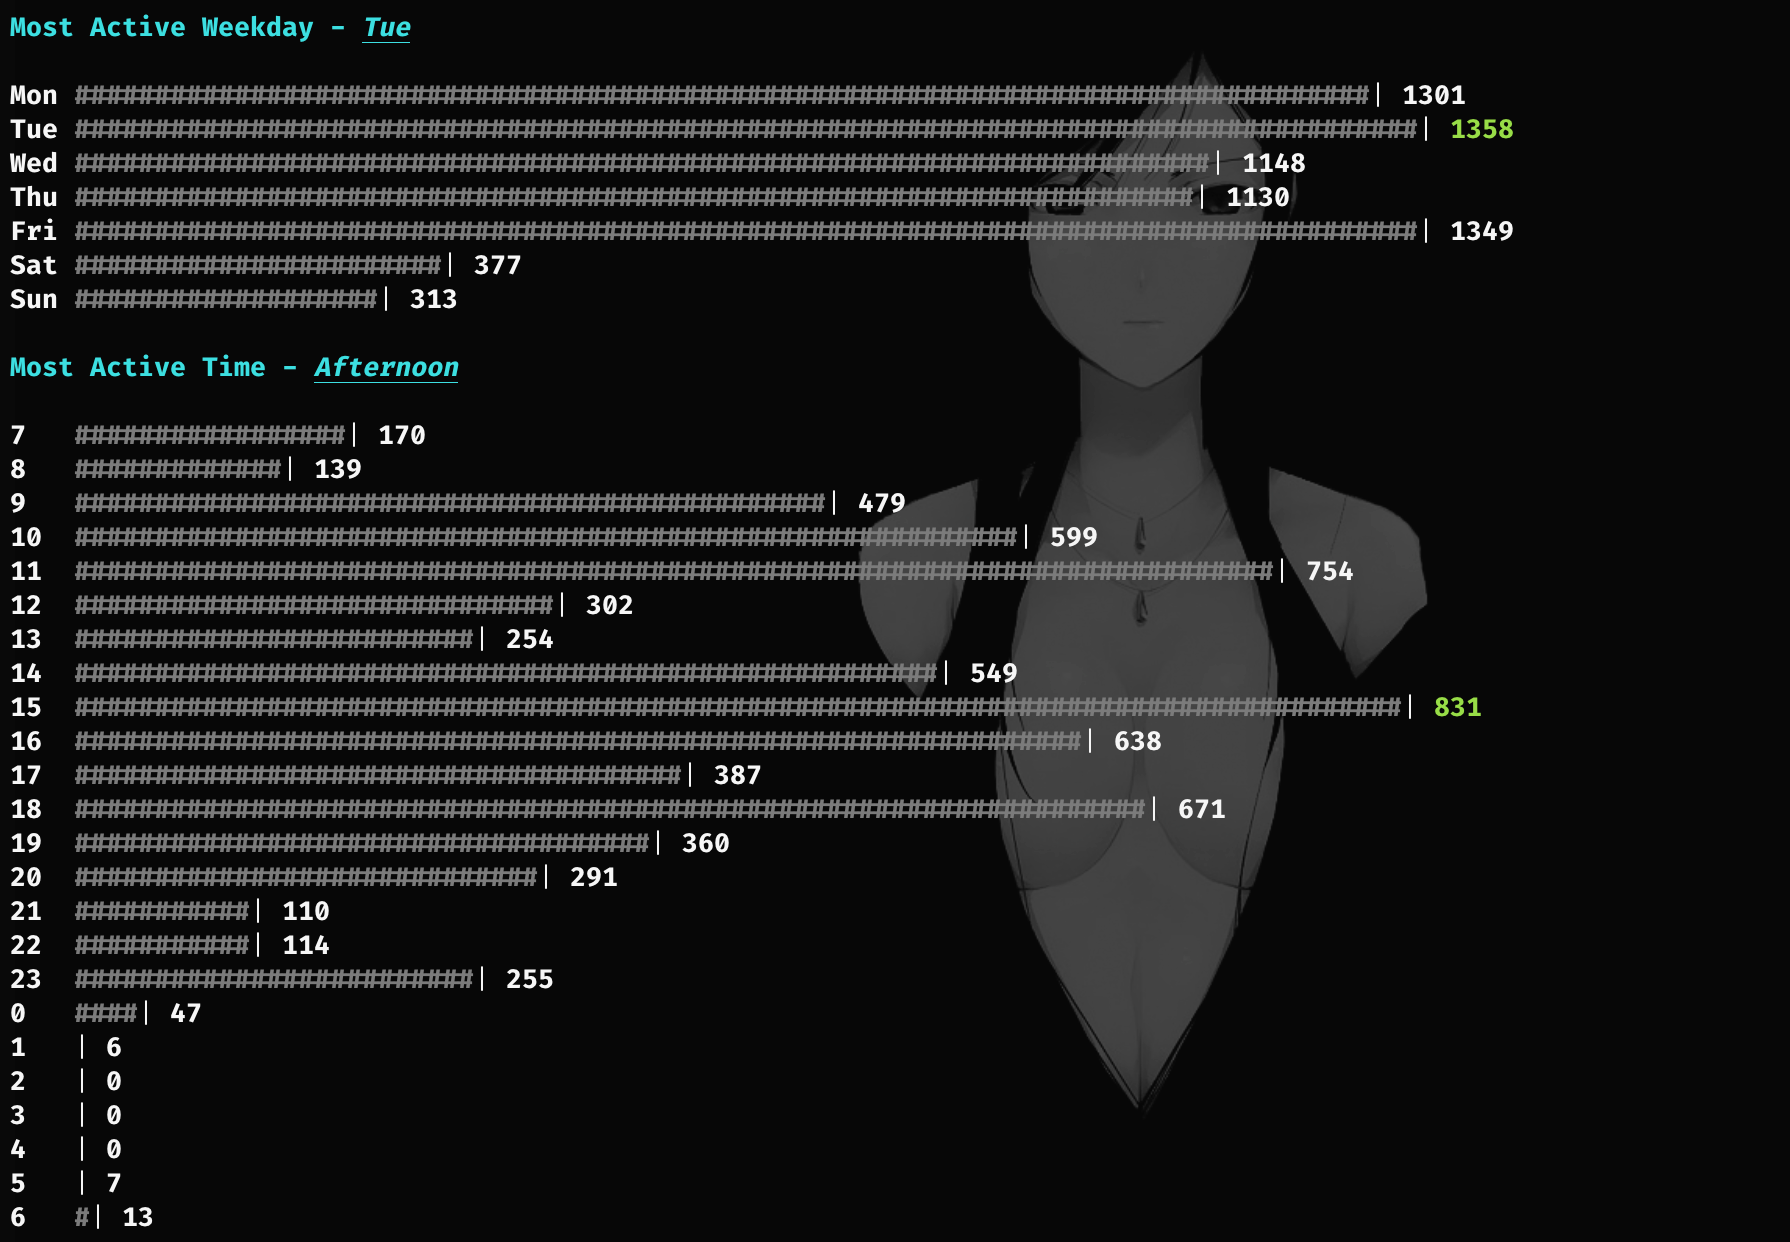 Most Active Weekday - Tue
Mon #################################################################################| 1301
Tue ####################################################################################| 1358
Wed #######################################################################| 1148
Thu ######################################################################| 1130
Fri ####################################################################################| 1349
Sat #######################| 377
Sun ###################| 313
Most Active Time - Afternoon
7 #################| 170
8 #############| 139
9 ###############################################| 479
10 ###########################################################| 599
11 ###########################################################################| 754
12 ##############################| 302
13 #########################| 254
14 ######################################################| 549
15 ###################################################################################| 831
16 ###############################################################| 638
17 ######################################| 387
18 ###################################################################| 671
19 ####################################| 360
20 #############################| 291
21 ###########| 110
22 ###########| 114
23 #########################| 255
0 ####| 47
1 | 6
2 | 0
3 | 0
4 | 0
5 | 7
6 #| 13